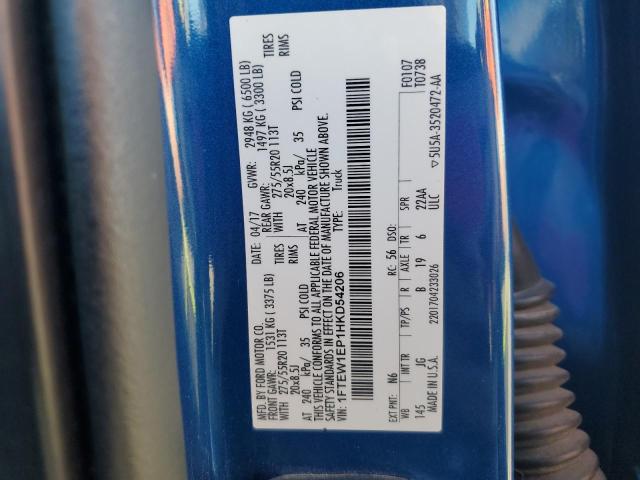 MFD. BY FORD MOTOR CO.
DATE: 04/17
GVWR: 2948 KG ( 6500 LB)
FRONT GAWR: 1531 KG ( 3375 LB)
REAR GAWR: 1497 KG ( 3300 LB)
WITH 275/55R20 113T TIRES
WITH 275/55R20 113T TIRES
20x8.5J RIMS
20x8.5J RIMS
AT 240 kPa/ 35 PSI COLD
AT 240 kPa/ 35 PSI COLD
THIS VEHICLE CONFORMS TO ALL APPLICABLE FEDERAL MOTOR VEHICLE
SAFETY STANDARDS IN EFFECT ON THE DATE OF MANUFACTURE SHOWN ABOVE.
VIN: 1FTEW1EP1HKD54206
TYPE: Truck
F0107
T0738
EXT PNT: N6 RC: 56 DSO:
WB INT TR TP/PS R AXLE TR SPR
145 JG B 19 6 22AA
ULC
MADE IN U.S.A. 2201704233026
▽5U5A-3520472-AA